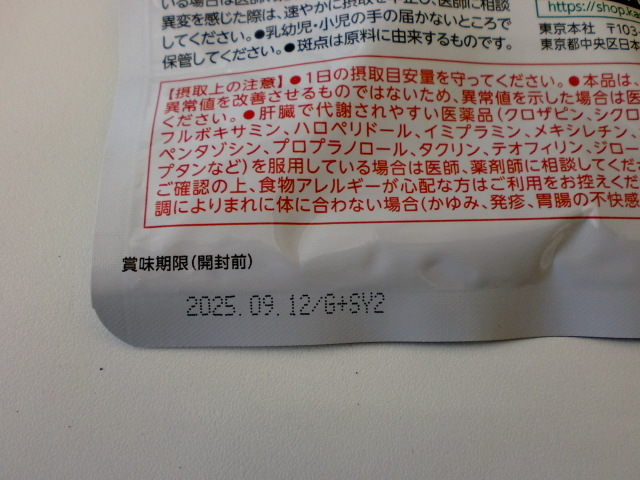 いる場合は医師
異変を感じた際は、速やかに摂取を中止し、医師に相談
してください。●乳幼児・小児の手の届かないところで
保管してください。●斑点は原料に由来するものです。
https://shop.ka
東京本社 〒103-
東京都中央区日本
【摂取上の注意】●1日の摂取目安量を守ってください。●本品は、
異常値を改善させるものではないため、異常値を示した場合は医
ください。●肝臓で代謝されやすい医薬品(クロザピン、シクロ
フルボキサミン、ハロペリドール、イミプラミン、メキシレチン、
ペンタゾシン、プロプラノロール、タクリン、テオフィリン、ジロー
プタンなど)を服用している場合は医師、薬剤師に相談してくださ
ご確認の上、食物アレルギーが心配な方はご利用をお控えくだ
調によりまれに体に合わない場合(かゆみ、発疹、胃腸の不快感
賞味期限(開封前)
2025.09.12/G+SY2